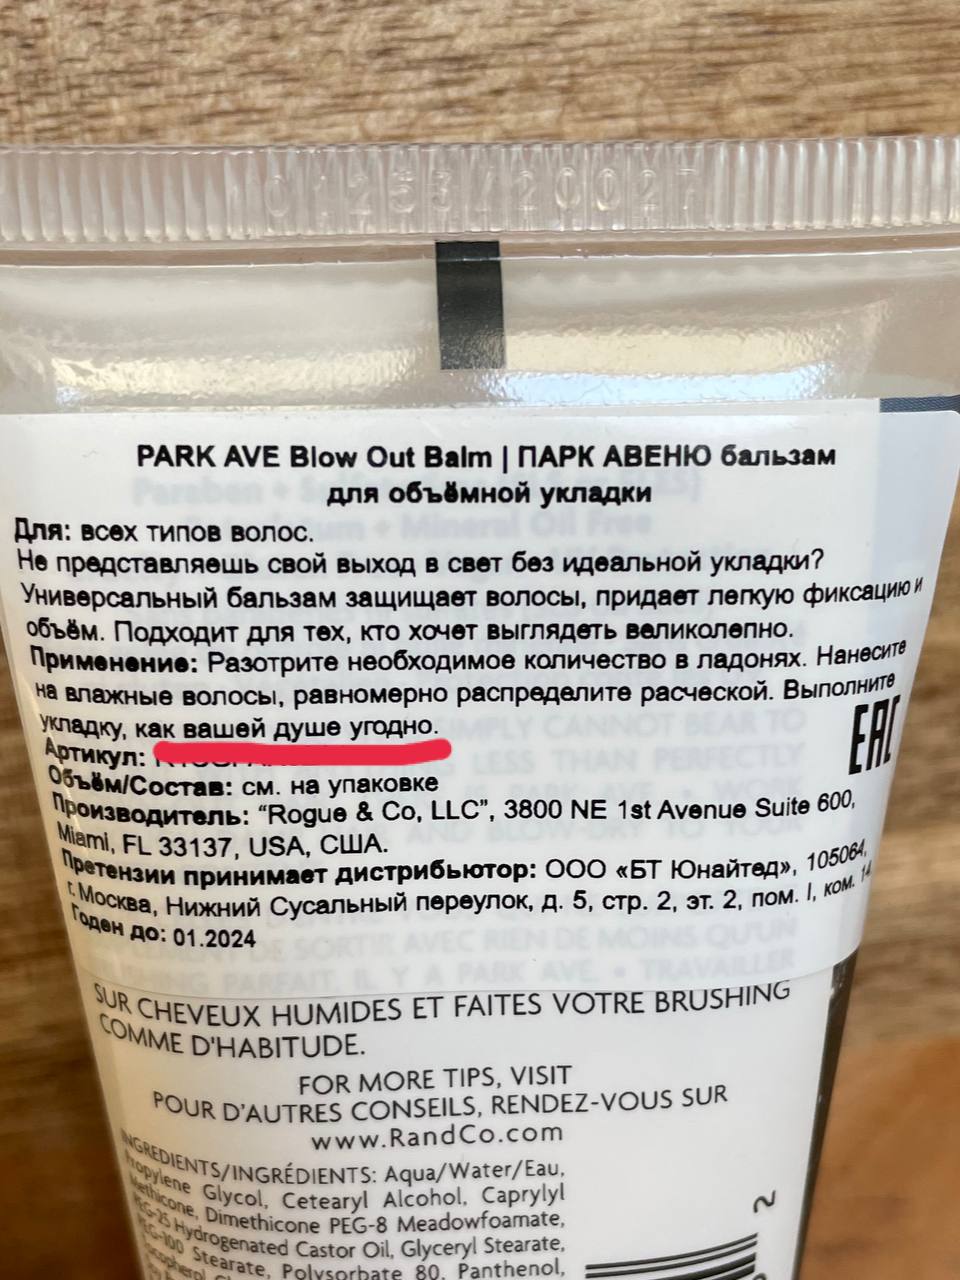 PARK AVE Blow Out Balm | ПАРК АВЕНЮ бальзам
для объёмной укладки
Для: всех типов волос.
Не представляешь свой выход в свет без идеальной укладки?
Универсальный бальзам защищает волосы, придает легкую фиксацию и
объём. Подходит для тех, кто хочет выглядеть великолепно.
Применение: Разотрите необходимое количество в ладонях. Нанесите
на влажные волосы, равномерно распределите расческой. Выполните
укладку, как вашей душе угодно.
EAC
Артикул:
Объём/Состав: см. на упаковке
Производитель: “Rogue & Co, LLC”, 3800 NE 1st Avenue Suite 600,
Miami, FL 33137, USA, США.
Претензии принимает дистрибьютор: ООО «БТ Юнайтед», 105064,
г. Москва, Нижний Сусальный переулок, д. 5, стр. 2, эт. 2, пом. I, ком.
Годен до: 01.2024
SUR CHEVEUX HUMIDES ET FAITES VOTRE BRUSHING
COMME D'HABITUDE.
FOR MORE TIPS, VISIT
POUR D'AUTRES CONSEILS, RENDEZ-VOUS SUR
www.RandCo.com
INGREDIENTS/INGRÉDIENTS: Aqua/Water/Eau,
Propylene Glycol, Cetearyl Alcohol, Caprylyl
Methicone, Dimethicone PEG-8 Meadowfoamate,
PEG-25 Hydrogenated Castor Oil, Glyceryl Stearate,
PEG-100 Stearate, Polysorbate 80, Panthenol,